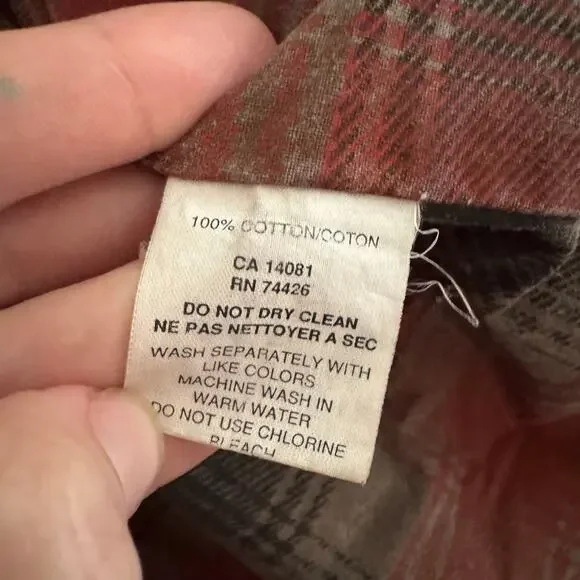 100% COTTON/COTON
CA 14081
RN 74426
DO NOT DRY CLEAN
NE PAS NETTOYER A SEC
WASH SEPARATELY WITH
LIKE COLORS
MACHINE WASH IN
WARM WATER
DO NOT USE CHLORINE
BLEACH